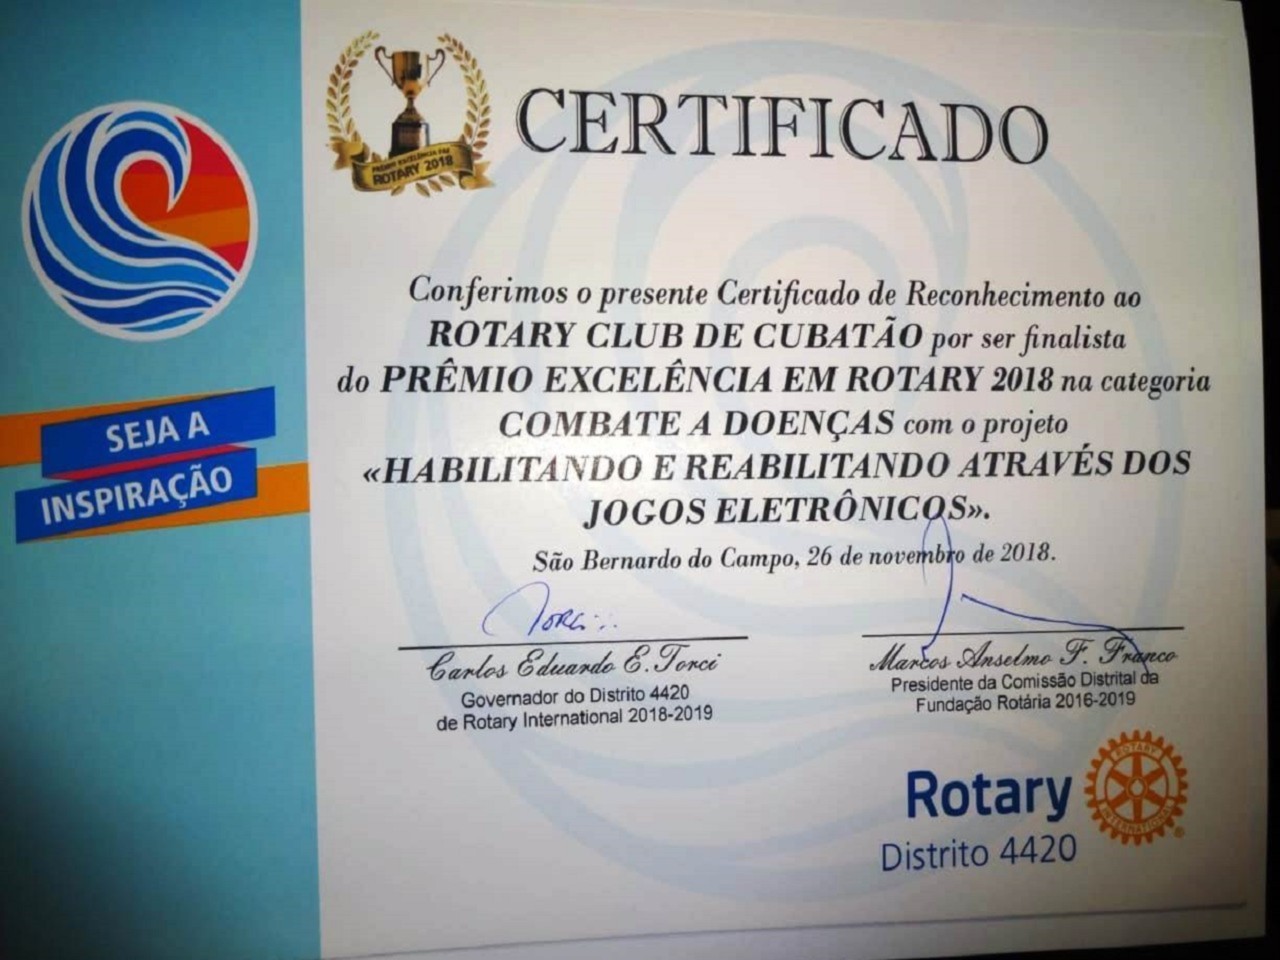 CERTIFICADO
PRÊMIO EXCELÊNCIA EM
ROTARY 2018
SEJA A
INSPIRAÇÃO
Conferimos o presente Certificado de Reconhecimento ao
ROTARY CLUB DE CUBATÃO por ser finalista
do PRÊMIO EXCELÊNCIA EM ROTARY 2018 na categoria
COMBATE A DOENÇAS com o projeto
«HABILITANDO E REABILITANDO ATRAVÉS DOS
JOGOS ELETRÔNICOS».
São Bernardo do Campo, 26 de novembro de 2018.
Carlos Eduardo E. Torci
Governador do Distrito 4420
de Rotary International 2018-2019
Marcos Anselmo F. Franco
Presidente da Comissão Distrital da
Fundação Rotária 2016-2019
Rotary
ROTARY
INTERNATIONAL
Distrito 4420